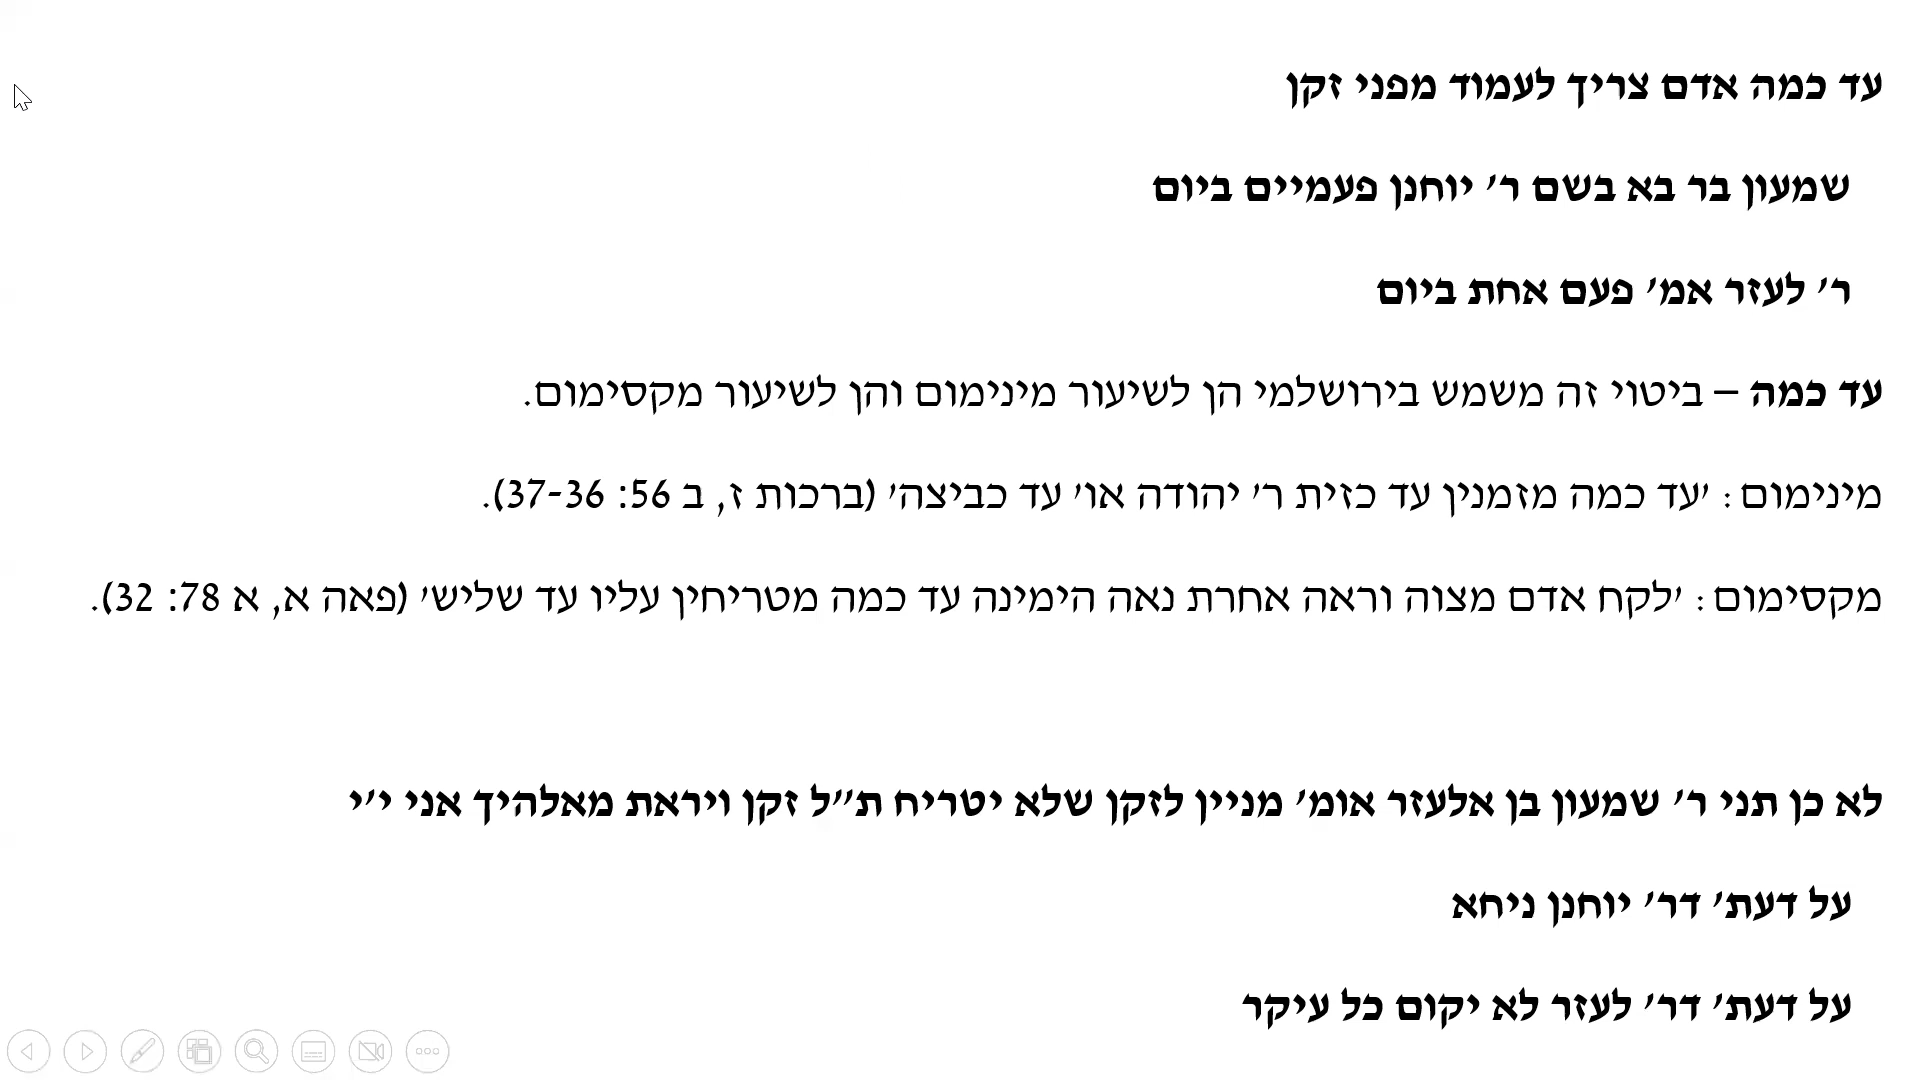 עד כמה אדם צריך לעמוד מפני זקן
שמעון בר בא בשם ר' יוחנן פעמיים ביום
ר' לעזר אמ' פעם אחת ביום
עד כמה – ביטוי זה משמש בירושלמי הן לשיעור מינימום והן לשיעור מקסימום.
מינימום: 'עד כמה מזמנין עד כזית ר' יהודה או' עד כביצה' (ברכות ז, ב 56: 37-36).
מקסימום: 'לקח אדם מצוה וראה אחרת נאה הימינה עד כמה מטריחין עליו עד שליש' (פאה א, א 78: 32).
לא כן תני ר' שמעון בן אלעזר אומ' מניין לזקן שלא יטריח ת"ל זקן ויראת מאלהיך אני י'י
על דעת' דר' יוחנן ניחא
על דעת' דר' לעזר לא יקום כל עיקר